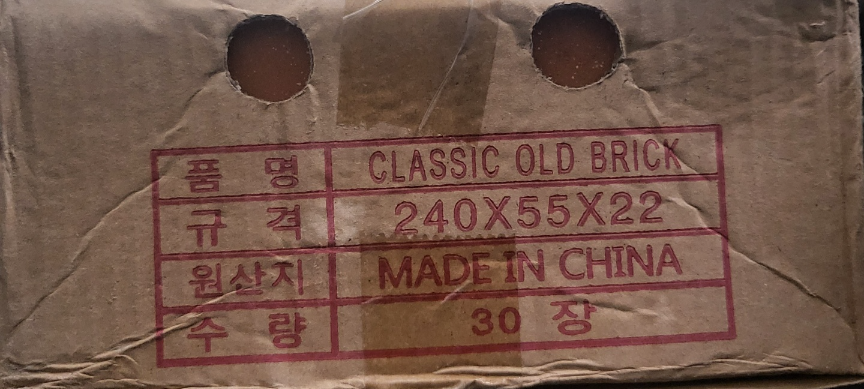 품 명 CLASSIC OLD BRICK
규 격 240X55X22
원산지 MADE IN CHINA
수 량 30 장